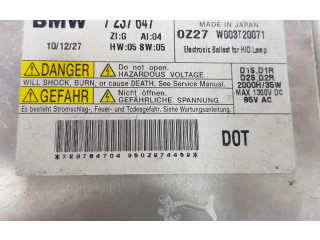 BMW 7 237 647
MADE IN JAPAN
ZI:G AI:04
0Z27 W003T20071
10/12/27 HW:05 SW:05
Electronic Ballast for HID Lamp
DANGER Do not open.
HAZARDOUS VOLTAGE
WILL SHOCK, BURN, or cause DEATH. See Service Manual.
GEFAHR Nicht öffnen.
GEFÄHRLICHE SPANNUNG
Es besteht Stromschlag-, Feuer- und Todesgefahr. Siehe Wartungsanleitung.
D1S,D1R
D2S,D2R
2000H/35W
MAX 1300V DC
85V AC
DOT